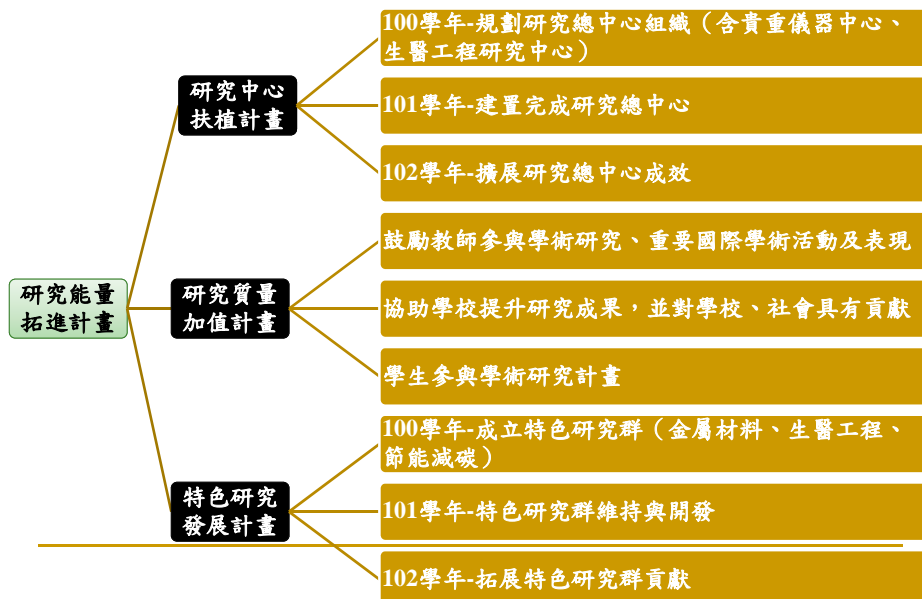 研究能量
拓進計畫
研究中心
扶植計畫
100學年-規劃研究總中心組織（含貴重儀器中心、
生醫工程研究中心）
101學年-建置完成研究總中心
102學年-擴展研究總中心成效
研究質量
加值計畫
鼓勵教師參與學術研究、重要國際學術活動及表現
協助學校提升研究成果，並對學校、社會具有貢獻
學生參與學術研究計畫
特色研究
發展計畫
100學年-成立特色研究群（金屬材料、生醫工程、
節能減碳）
101學年-特色研究群維持與開發
102學年-拓展特色研究群貢獻